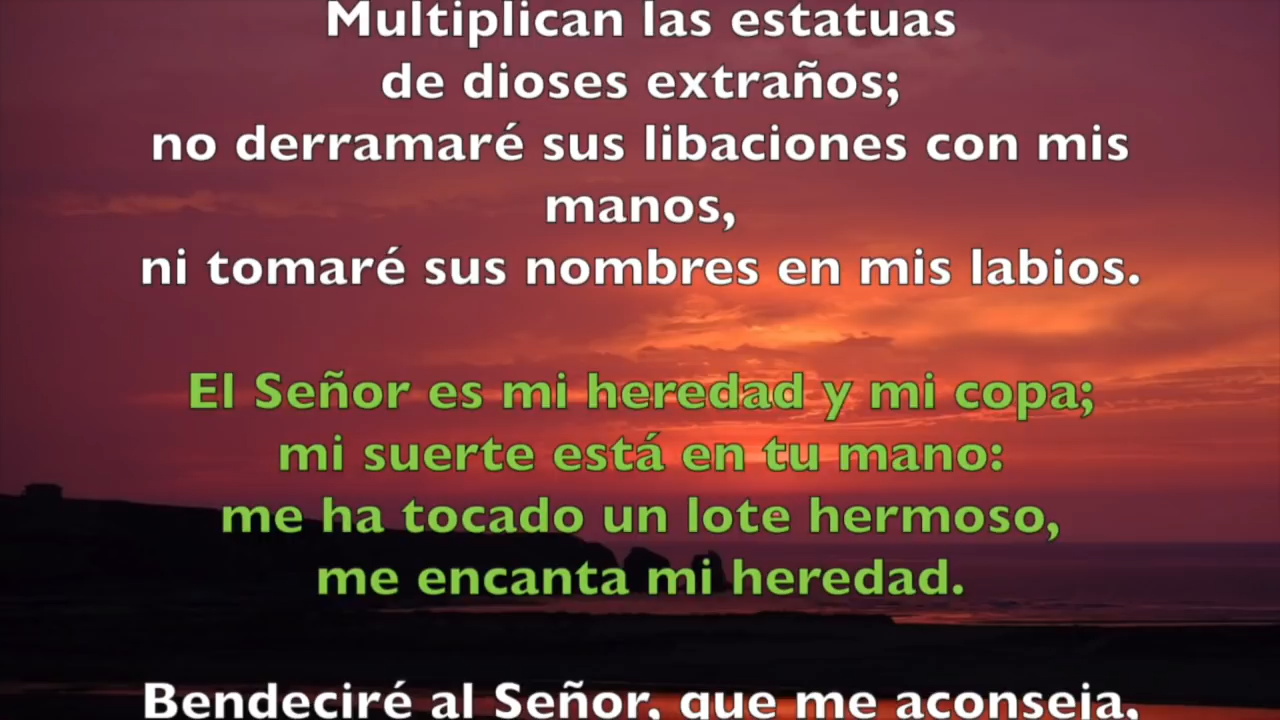 Multiplican las estatuas
de dioses extraños;
no derramaré sus libaciones con mis
manos,
ni tomaré sus nombres en mis labios.
El Señor es mi heredad y mi copa;
mi suerte está en tu mano:
me ha tocado un lote hermoso,
me encanta mi heredad.
Bendeciré al Señor, que me aconseja,